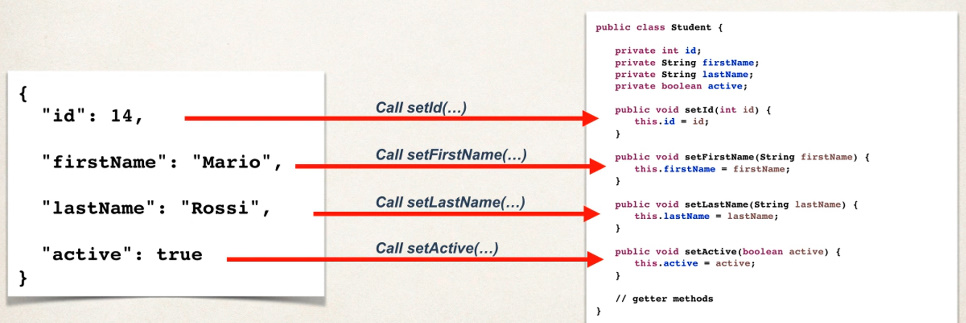 {
"id": 14,
"firstName": "Mario",
"lastName": "Rossi",
"active": true
}
Call setId(...)
Call setFirstName(...)
Call setLastName(...)
Call setActive(...)
public class Student {
private int id;
private String firstName;
private String lastName;
private boolean active;
public void setId(int id) {
this.id = id;
}
public void setFirstName(String firstName) {
this.firstName = firstName;
}
public void setLastName(String lastName) {
this.lastName = lastName;
}
public void setActive(boolean active) {
this.active = active;
}
// getter methods
}